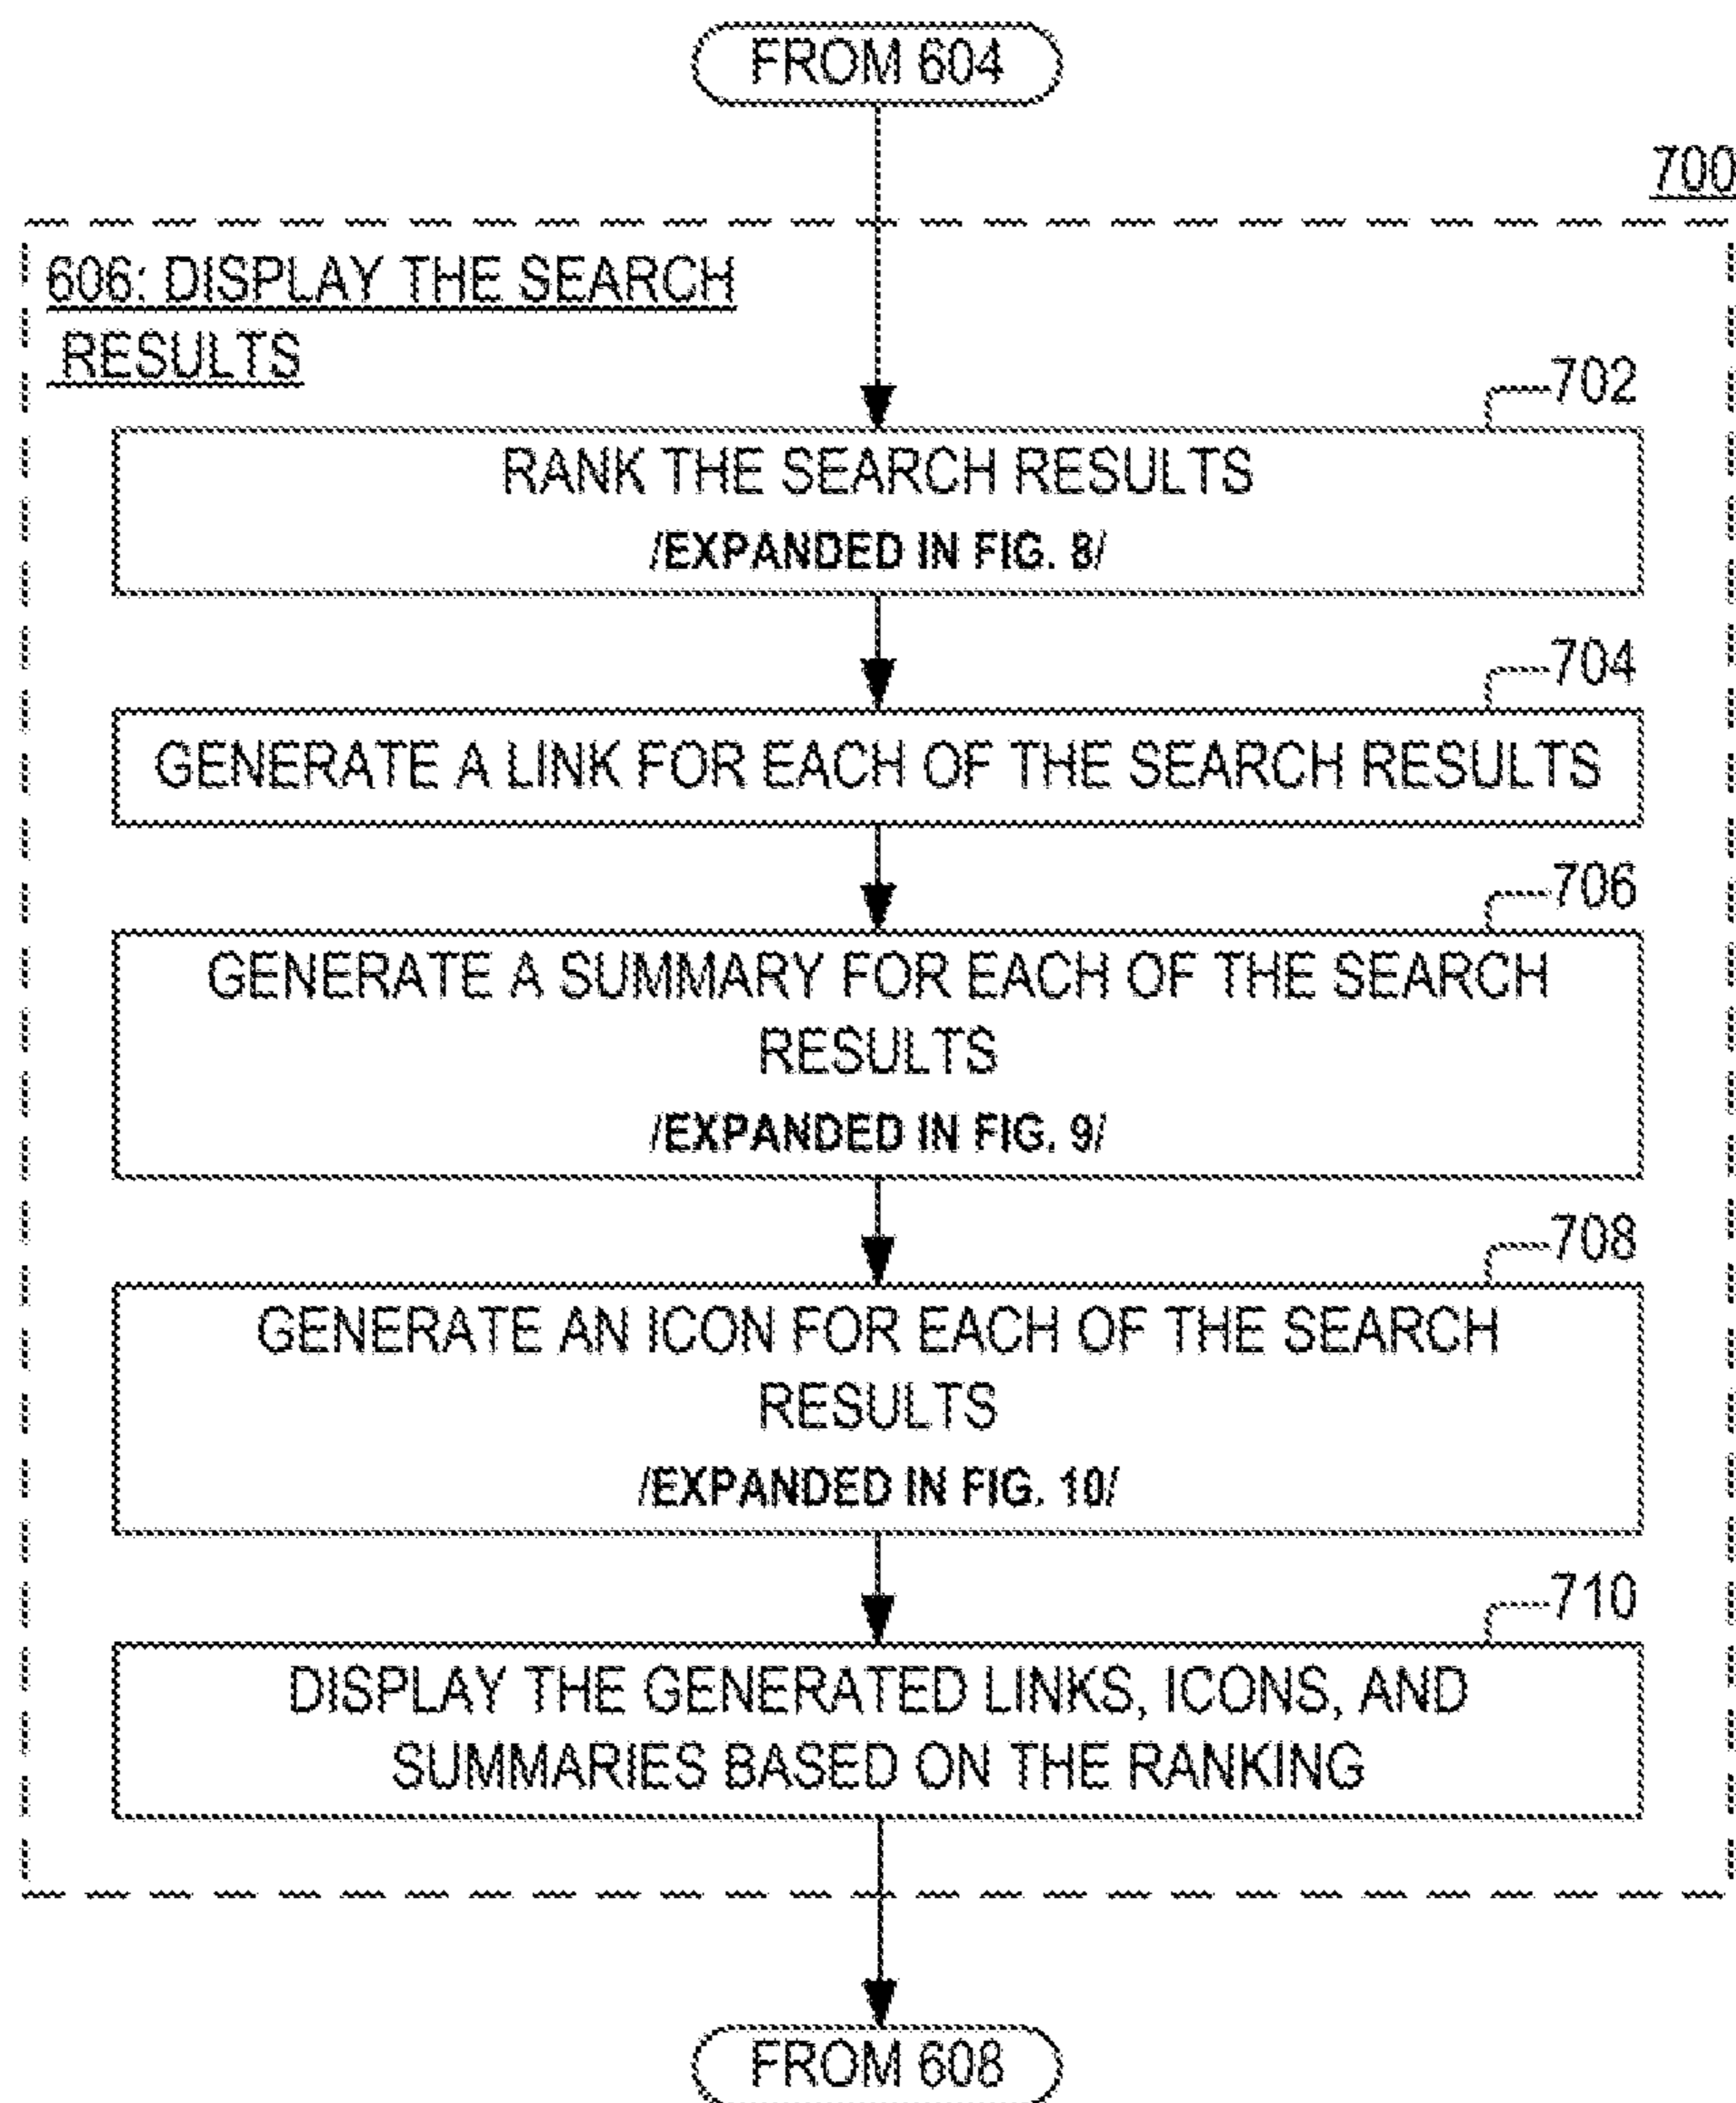 FROM 604
700
606: DISPLAY THE SEARCH
RESULTS
702
RANK THE SEARCH RESULTS
/EXPANDED IN FIG. 8/
704
GENERATE A LINK FOR EACH OF THE SEARCH RESULTS
706
GENERATE A SUMMARY FOR EACH OF THE SEARCH
RESULTS
/EXPANDED IN FIG. 9/
708
GENERATE AN ICON FOR EACH OF THE SEARCH
RESULTS
/EXPANDED IN FIG. 10/
710
DISPLAY THE GENERATED LINKS, ICONS, AND
SUMMARIES BASED ON THE RANKING
FROM 608